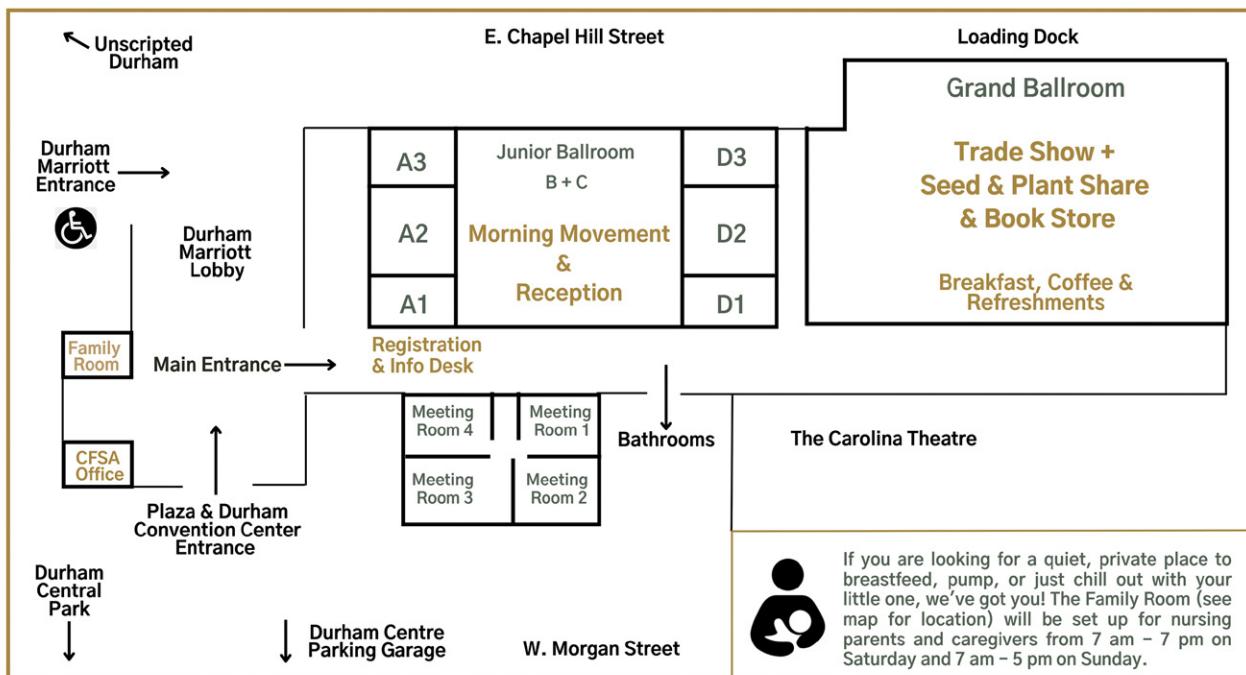 Unscripted
Durham
E. Chapel Hill Street
Loading Dock
Grand Ballroom
Trade Show +
Seed & Plant Share
& Book Store
Breakfast, Coffee &
Refreshments
Durham
Marriott
Entrance
Durham
Marriott
Lobby
A3
A2
A1
Junior Ballroom
B + C
Morning Movement
&
Reception
D3
D2
D1
Family
Room
Main Entrance
Registration
& Info Desk
Meeting
Room 4
Meeting
Room 1
Meeting
Room 3
Meeting
Room 2
Bathrooms
The Carolina Theatre
CFSA
Office
Plaza & Durham
Convention Center
Entrance
Durham
Central
Park
Durham Centre
Parking Garage
W. Morgan Street
If you are looking for a quiet, private place to
breastfeed, pump, or just chill out with your
little one, we've got you! The Family Room (see
map for location) will be set up for nursing
parents and caregivers from 7 am – 7 pm on
Saturday and 7 am – 5 pm on Sunday.